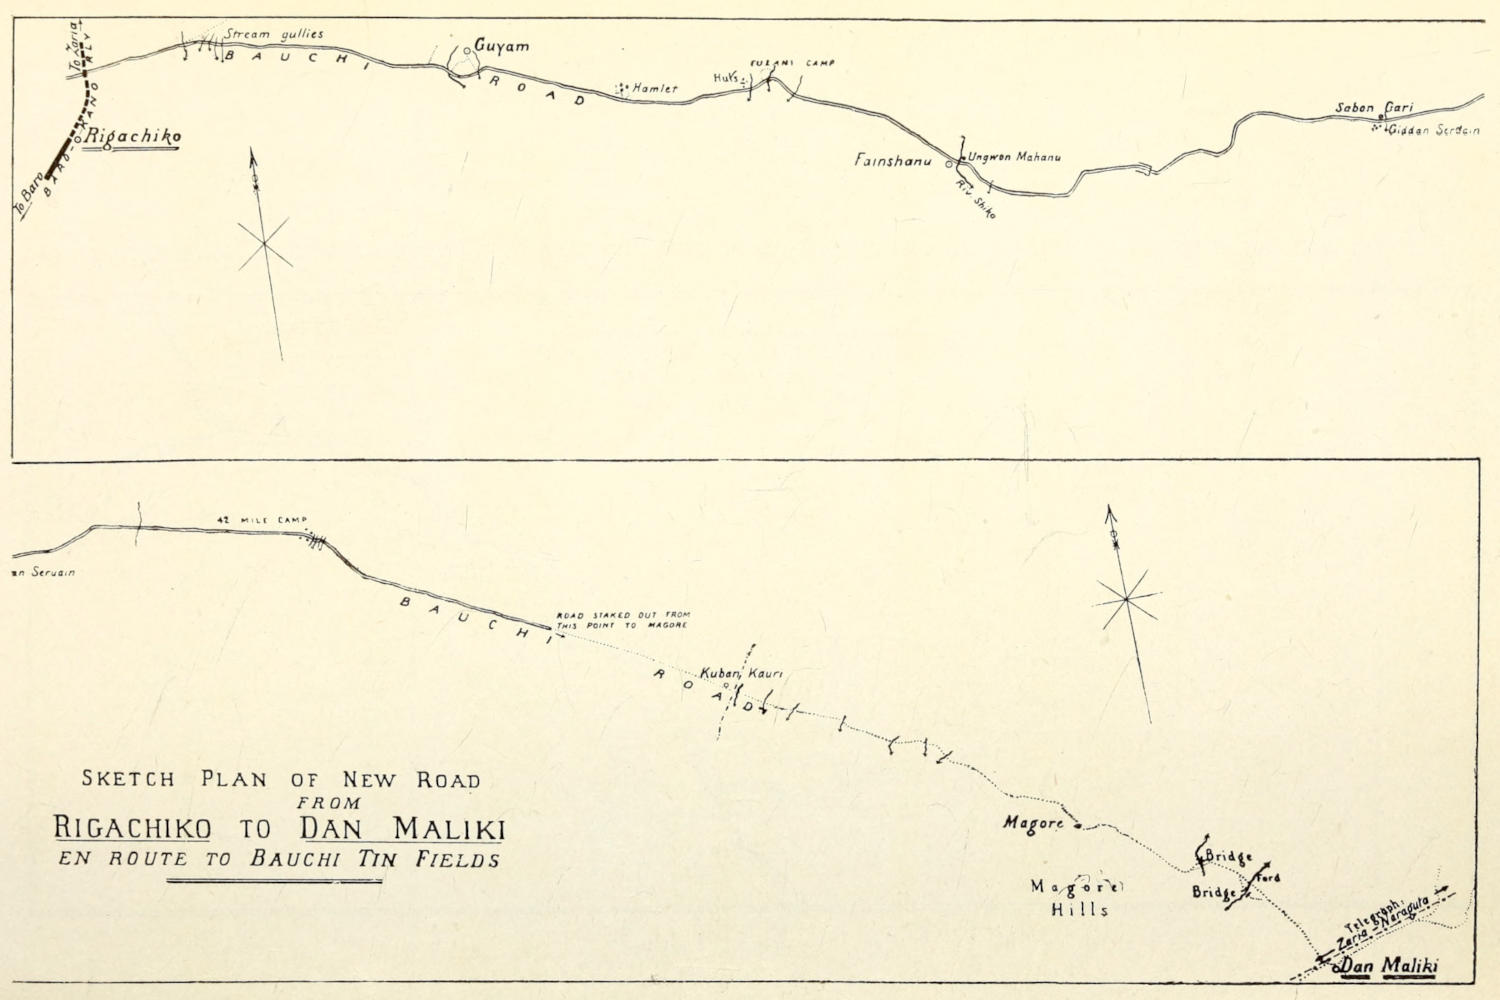 To Zaria
BARO-KANO RLY
Stream gullies
BAUCHI ROAD
Guyam
Hamlet
Huts
FULANI CAMP
Rigachiko
To Baro
Fainshanu
Ungwon Mahanu
Riv. Shiko
Sabon Gari
Giddan Serdain
42 MILE CAMP
an Servain
BAUCHI ROAD
ROAD STAKED OUT FROM
THIS POINT TO MAGORE
Kuban Kauri
SKETCH PLAN OF NEW ROAD
FROM
RIGACHIKO TO DAN MALIKI
EN ROUTE TO BAUCHI TIN FIELDS
Magore
Bridge
Ford
Bridge
Magore
Hills
Telegraph
Zaria-Naraguta
Dan Maliki